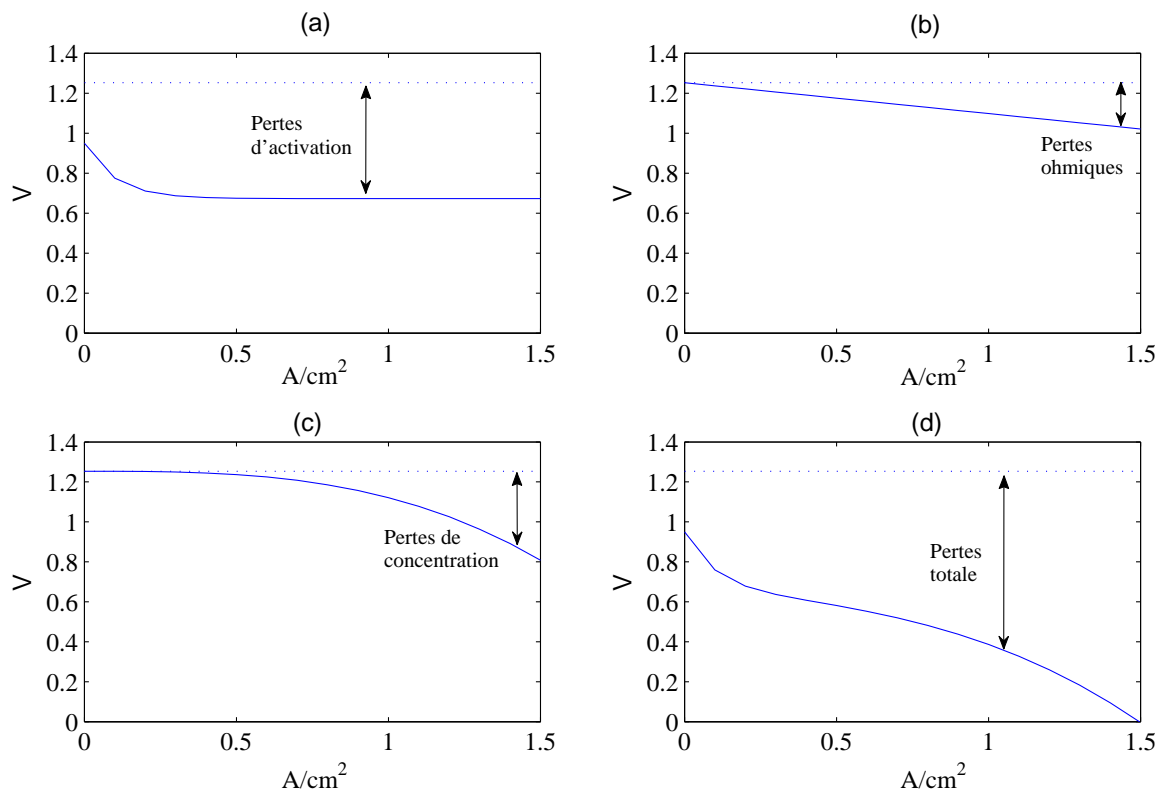 (a)
1.4
1.2
1
0.8
0.6
0.4
0.2
0
V
Pertes
d’activation
0
0.5
1
1.5
A/cm2
(b)
1.4
1.2
1
0.8
0.6
0.4
0.2
0
V
Pertes
ohmiques
0
0.5
1
1.5
A/cm2
(c)
1.4
1.2
1
0.8
0.6
0.4
0.2
0
V
Pertes de
concentration
0
0.5
1
1.5
A/cm2
(d)
1.4
1.2
1
0.8
0.6
0.4
0.2
0
V
Pertes
totale
0
0.5
1
1.5
A/cm2